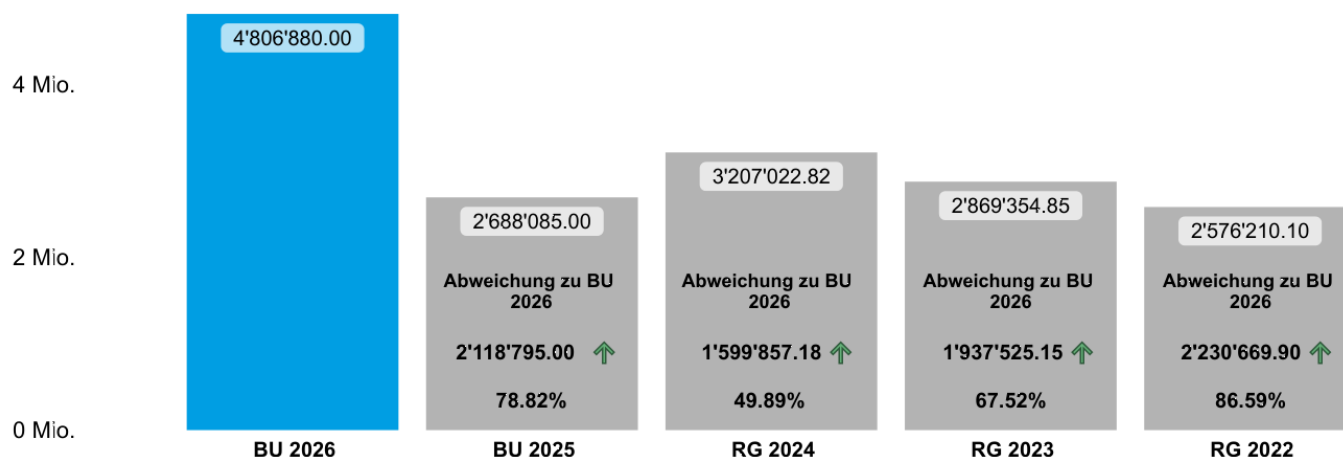 4'806'880.00
4 Mio.
3'207'022.82
2'869'354.85
2'688'085.00
2'576'210.10
2 Mio.
Abweichung zu BU
2026
Abweichung zu BU
2026
Abweichung zu BU
2026
Abweichung zu BU
2026
2'118'795.00
1'599'857.18
1'937'525.15
2'230'669.90
78.82%
49.89%
67.52%
86.59%
0 Mio.
BU 2026
BU 2025
RG 2024
RG 2023
RG 2022